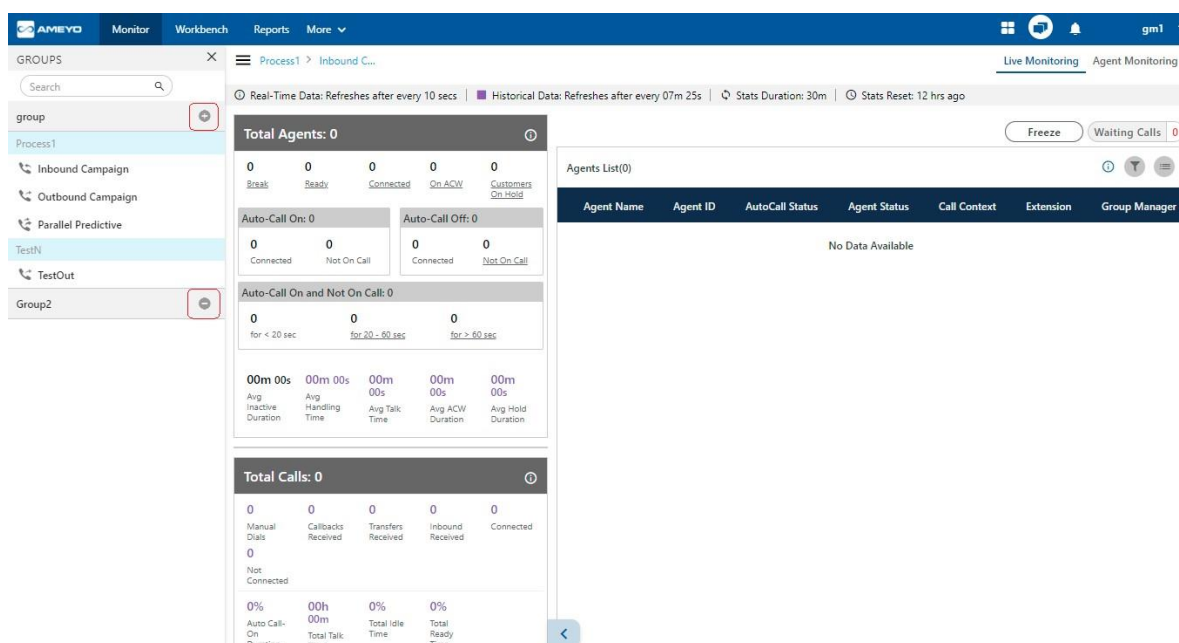 AMEYO Monitor Workbench Reports More gm1
GROUPS
Search
group
Process1
Inbound Campaign
Outbound Campaign
Parallel Predictive
TestN
TestOut
Group2
Process1 > Inbound C...
Live Monitoring Agent Monitoring
Real-Time Data: Refreshes after every 10 secs | Historical Data: Refreshes after every 07m 25s | Stats Duration: 30m | Stats Reset: 12 hrs ago
Total Agents: 0
0 0 0 0 0
Break Ready Connected On ACW Customers
On Hold
Auto-Call On: 0 Auto-Call Off: 0
0 0 0 0
Connected Not On Call Connected Not On Call
Auto-Call On and Not On Call: 0
0 0 0
for < 20 sec for 20 - 60 sec for > 60 sec
00m 00s 00m 00s 00m 00m 00m
00s 00s 00s
Avg Avg Avg Talk Avg ACW Avg Hold
Inactive Handling Time Duration Duration
Duration Time
Total Calls: 0
0 0 0 0 0
Manual Callbacks Transfers Inbound Connected
Dials Received Received Received
0
Not
Connected
0% 00h 0% 0%
00m
Auto Call- Total Talk Total Idle Total
On Time Ready
Freeze Waiting Calls 0
Agents List(0)
Agent Name Agent ID AutoCall Status Agent Status Call Context Extension Group Manager
No Data Available